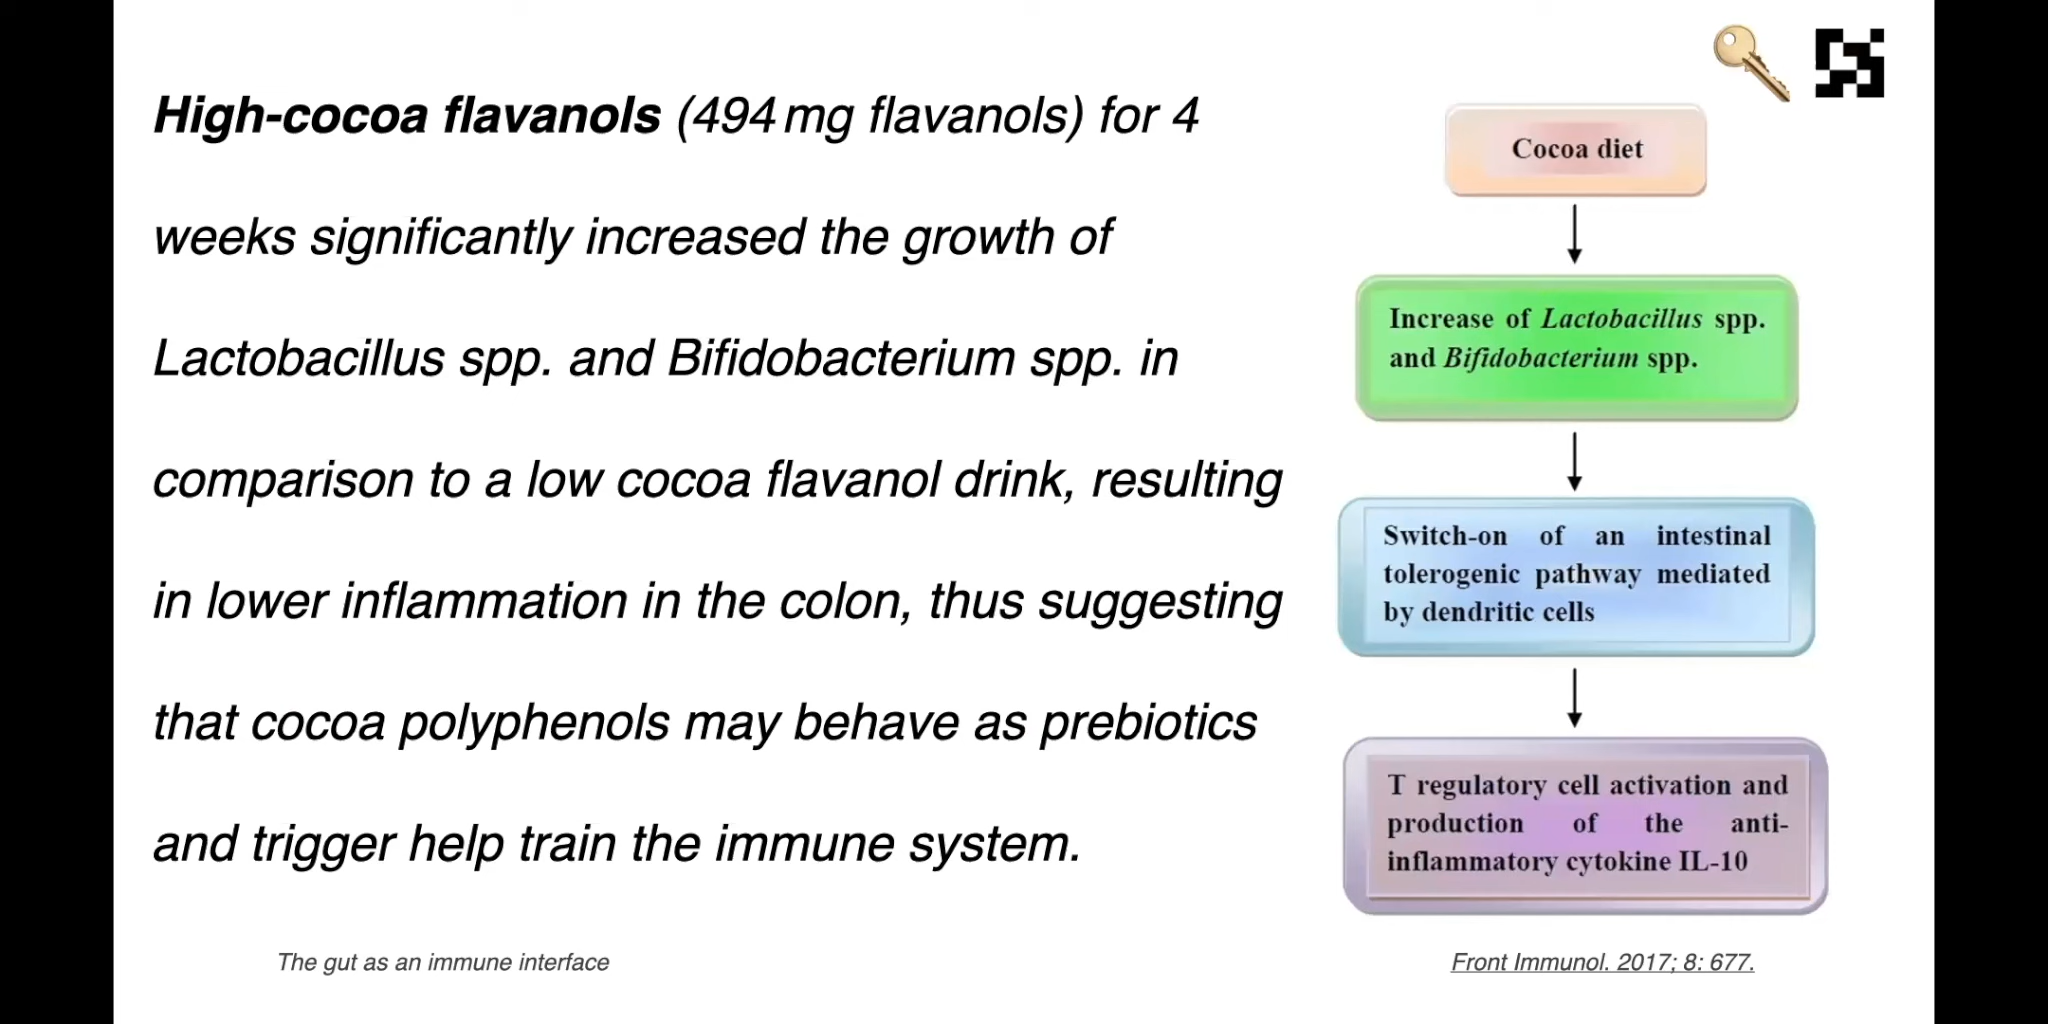 High-cocoa flavanols (494 mg flavanols) for 4
weeks significantly increased the growth of
Lactobacillus spp. and Bifidobacterium spp. in
comparison to a low cocoa flavanol drink, resulting
in lower inflammation in the colon, thus suggesting
that cocoa polyphenols may behave as prebiotics
and trigger help train the immune system.
Cocoa diet
Increase of Lactobacillus spp.
and Bifidobacterium spp.
Switch-on of an intestinal
tolerogenic pathway mediated
by dendritic cells
T regulatory cell activation and
production of the anti-
inflammatory cytokine IL-10
The gut as an immune interface
Front Immunol. 2017; 8: 677.